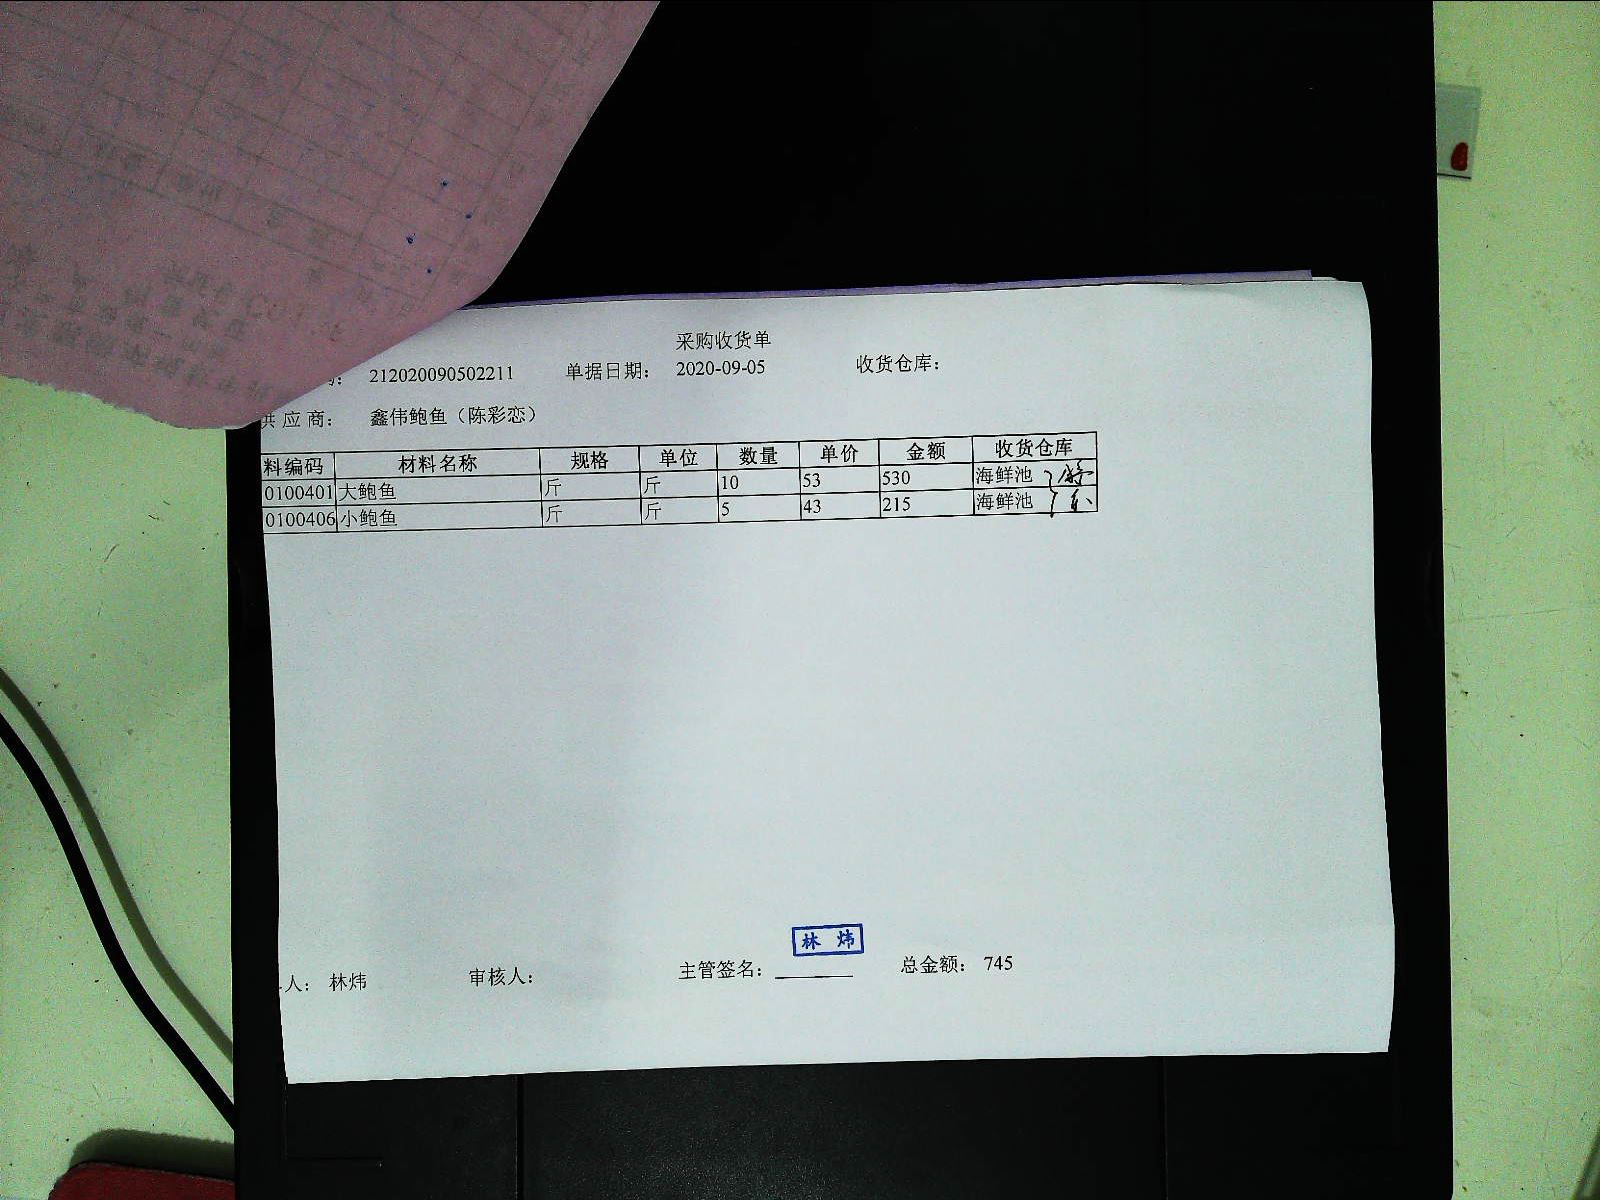 采购收货单
212020090502211 单据日期: 2020-09-05 收货仓库:
供应商: 鑫伟鲍鱼（陈彩恋）
料编码 材料名称 规格 单位 数量 单价 金额 收货仓库
0100401 大鲍鱼 斤 斤 10 53 530 海鲜池
0100406 小鲍鱼 斤 斤 5 43 215 海鲜池
林 炜
人: 林炜 审核人: 主管签名: 总金额: 745